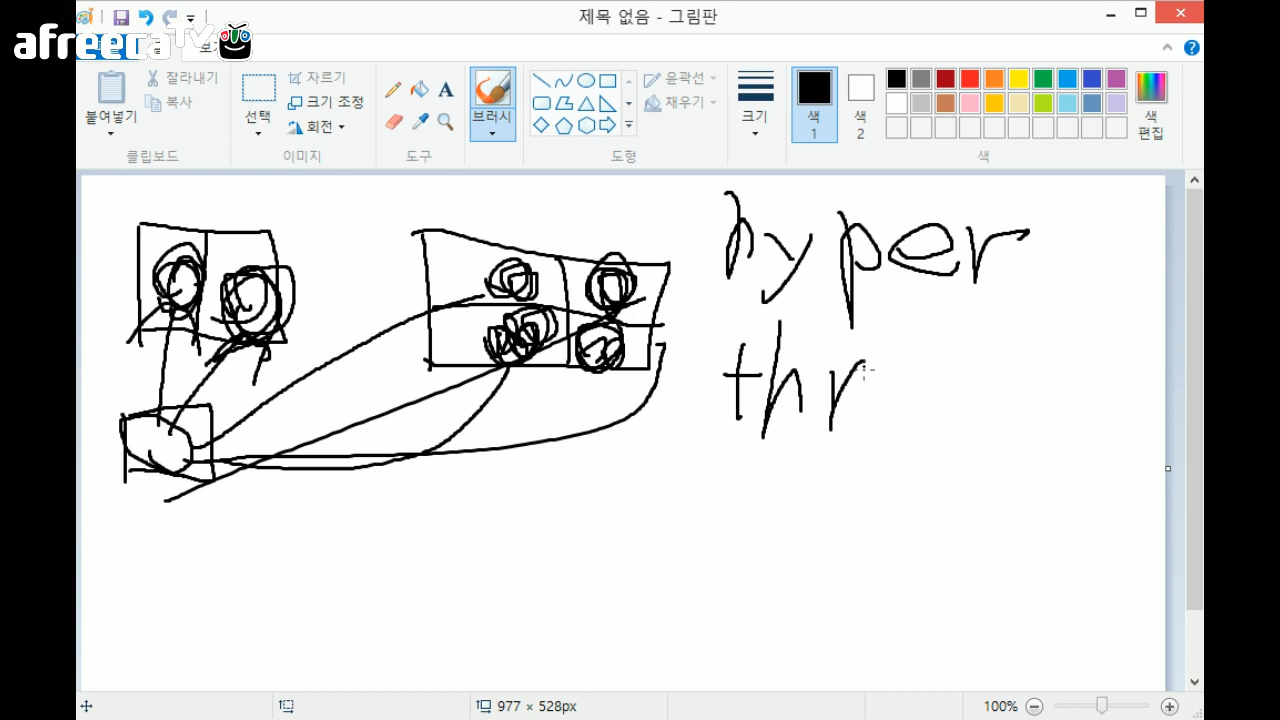 제목 없음 - 그림판
afreecaTV
붙여넣기
잘라내기
복사
클립보드
선택
자르기
크기 조정
회전
이미지
A
도구
브러시
윤곽선
채우기
도형
크기
색
1
색
2
색
편집
색
hyper
thr
977 × 528px
100%